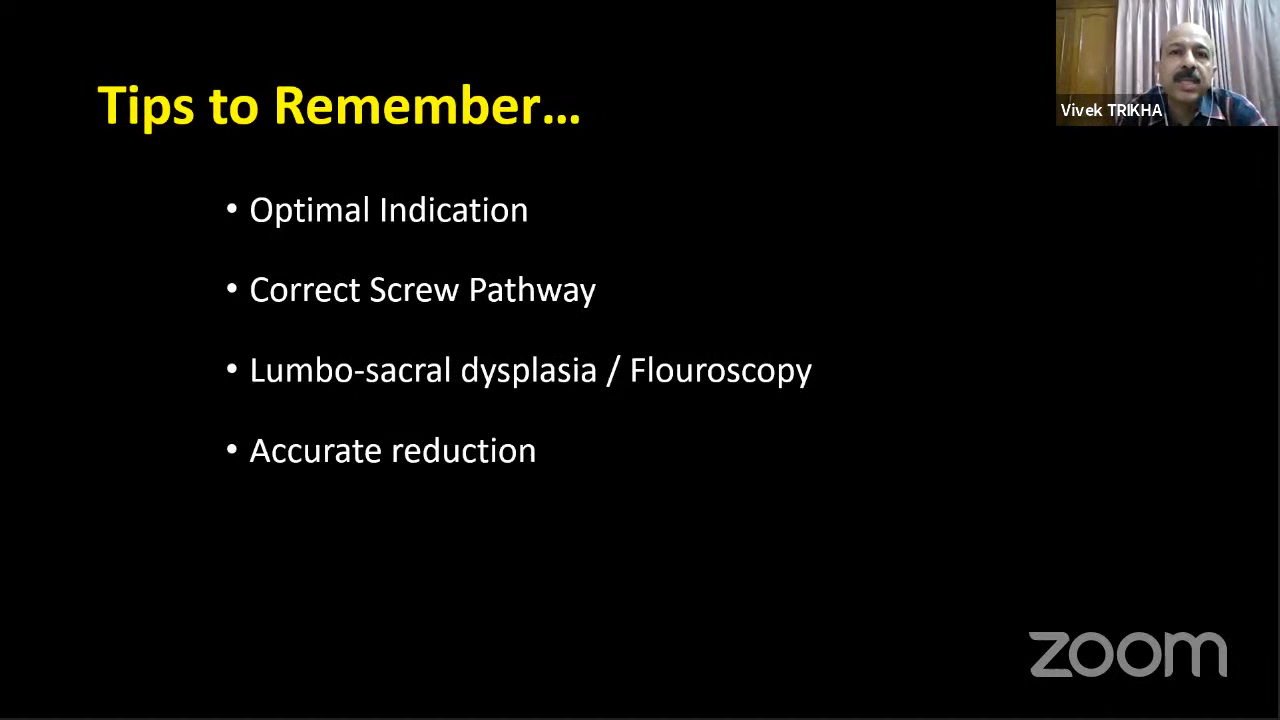 Tips to Remember…
Vivek TRIKHA
• Optimal Indication
• Correct Screw Pathway
• Lumbo-sacral dysplasia / Flouroscopy
• Accurate reduction
zoom